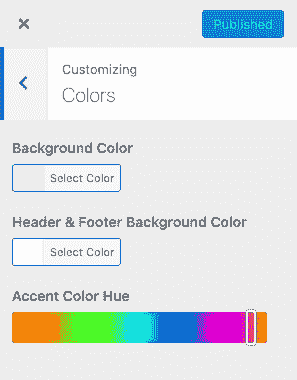 Published
Customizing
Colors
Background Color
Select Color
Header & Footer Background Color
Select Color
Accent Color Hue